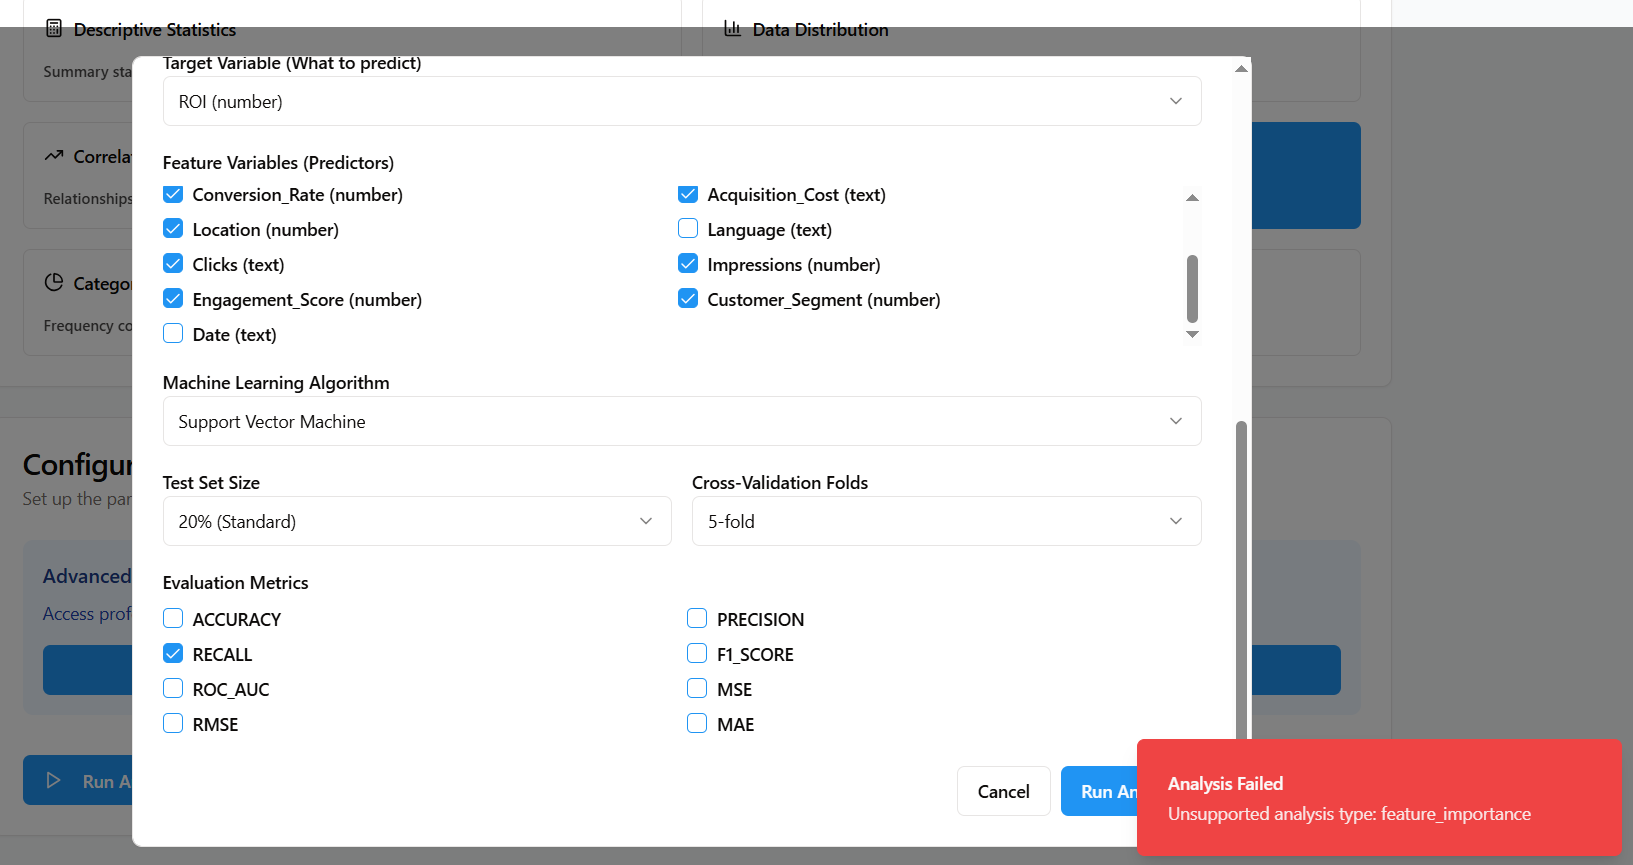 Descriptive Statistics
Data Distribution
Summary sta
Target Variable (What to predict)
ROI (number)
Correla
Relationships
Feature Variables (Predictors)
Conversion_Rate (number)
Acquisition_Cost (text)
Location (number)
Language (text)
Clicks (text)
Impressions (number)
Engagement_Score (number)
Customer_Segment (number)
Date (text)
Categor
Frequency co
Machine Learning Algorithm
Support Vector Machine
Configur
Set up the par
Test Set Size
Cross-Validation Folds
20% (Standard)
5-fold
Advanced
Access prof
Evaluation Metrics
ACCURACY
PRECISION
RECALL
F1_SCORE
ROC_AUC
MSE
RMSE
MAE
Run A
Cancel
Run An
Analysis Failed
Unsupported analysis type: feature_importance